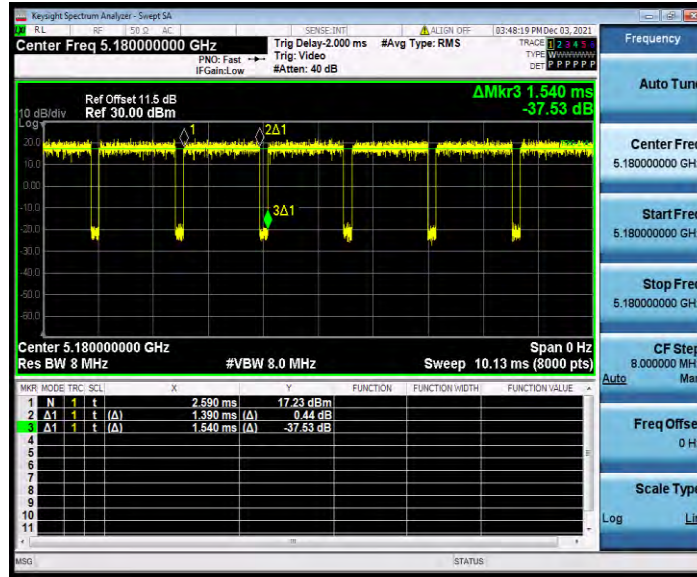 Keysight Spectrum Analyzer - Swept SA
RL RF 50 Ω AC SENSE:INT ALIGN OFF 03:48:19 PM Dec 03, 2021
Center Freq 5.180000000 GHz
PNO: Fast
IFGain:Low
Trig Delay-2.000 ms
Trig: Video
#Atten: 40 dB
#Avg Type: RMS
TRACE 1 2 3 4 5 6
TYPE
DET P P P P P P
ΔMkr3 1.540 ms
-37.53 dB
Ref Offset 11.5 dB
10 dB/div Ref 30.00 dBm
Log
1
2Δ1
3Δ1
20.0
10.0
0.00
-10.0
-20.0
-30.0
-40.0
-50.0
-60.0
Center 5.180000000 GHz Span 0 Hz
Res BW 8 MHz #VBW 8.0 MHz Sweep 10.13 ms (8000 pts)
MKR MODE TRC SCL X Y FUNCTION FUNCTION WIDTH FUNCTION VALUE
1 N 1 t 2.590 ms 17.23 dBm
2 Δ1 1 t (Δ) 1.390 ms (Δ) 0.44 dB
3 Δ1 1 t (Δ) 1.540 ms (Δ) -37.53 dB
4
5
6
7
8
9
10
11
MSG STATUS
Frequency
Auto Tune
Center Freq
5.180000000 GH
Start Freq
5.180000000 GH
Stop Freq
5.180000000 GH
CF Step
8.000000 MH
Auto Ma
Freq Offse
0 H
Scale Type
Log Li